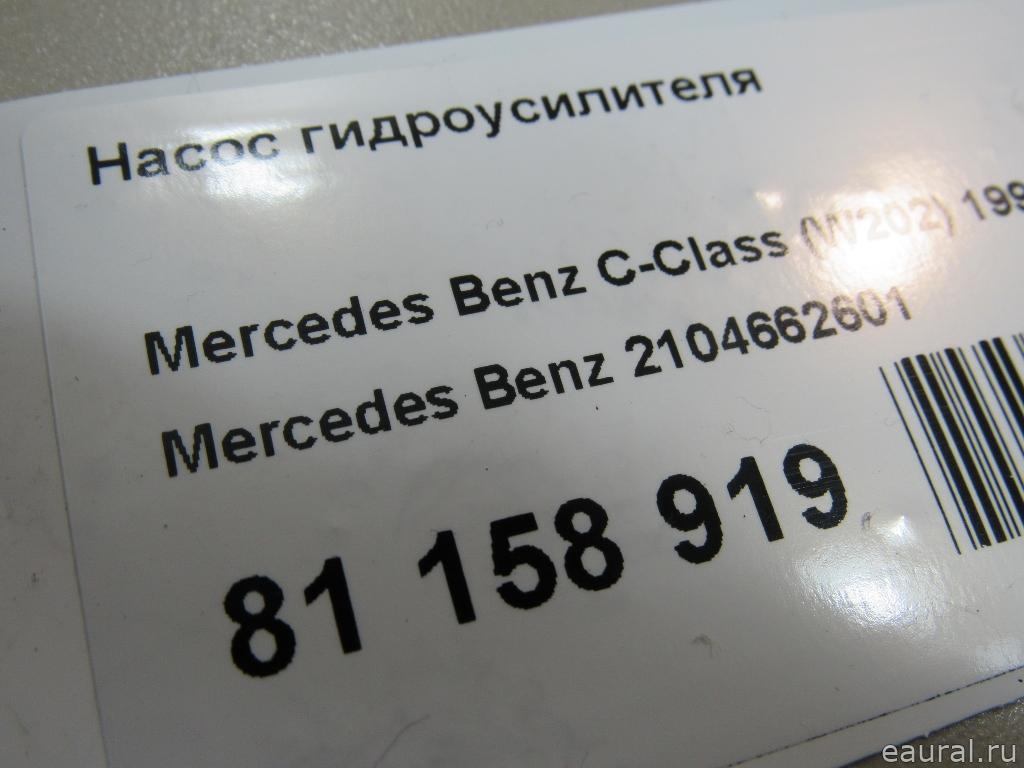 Насос гидроусилителя
Mercedes Benz C-Class (W202) 199
Mercedes Benz 2104662601
81 158 919
eaural.ru